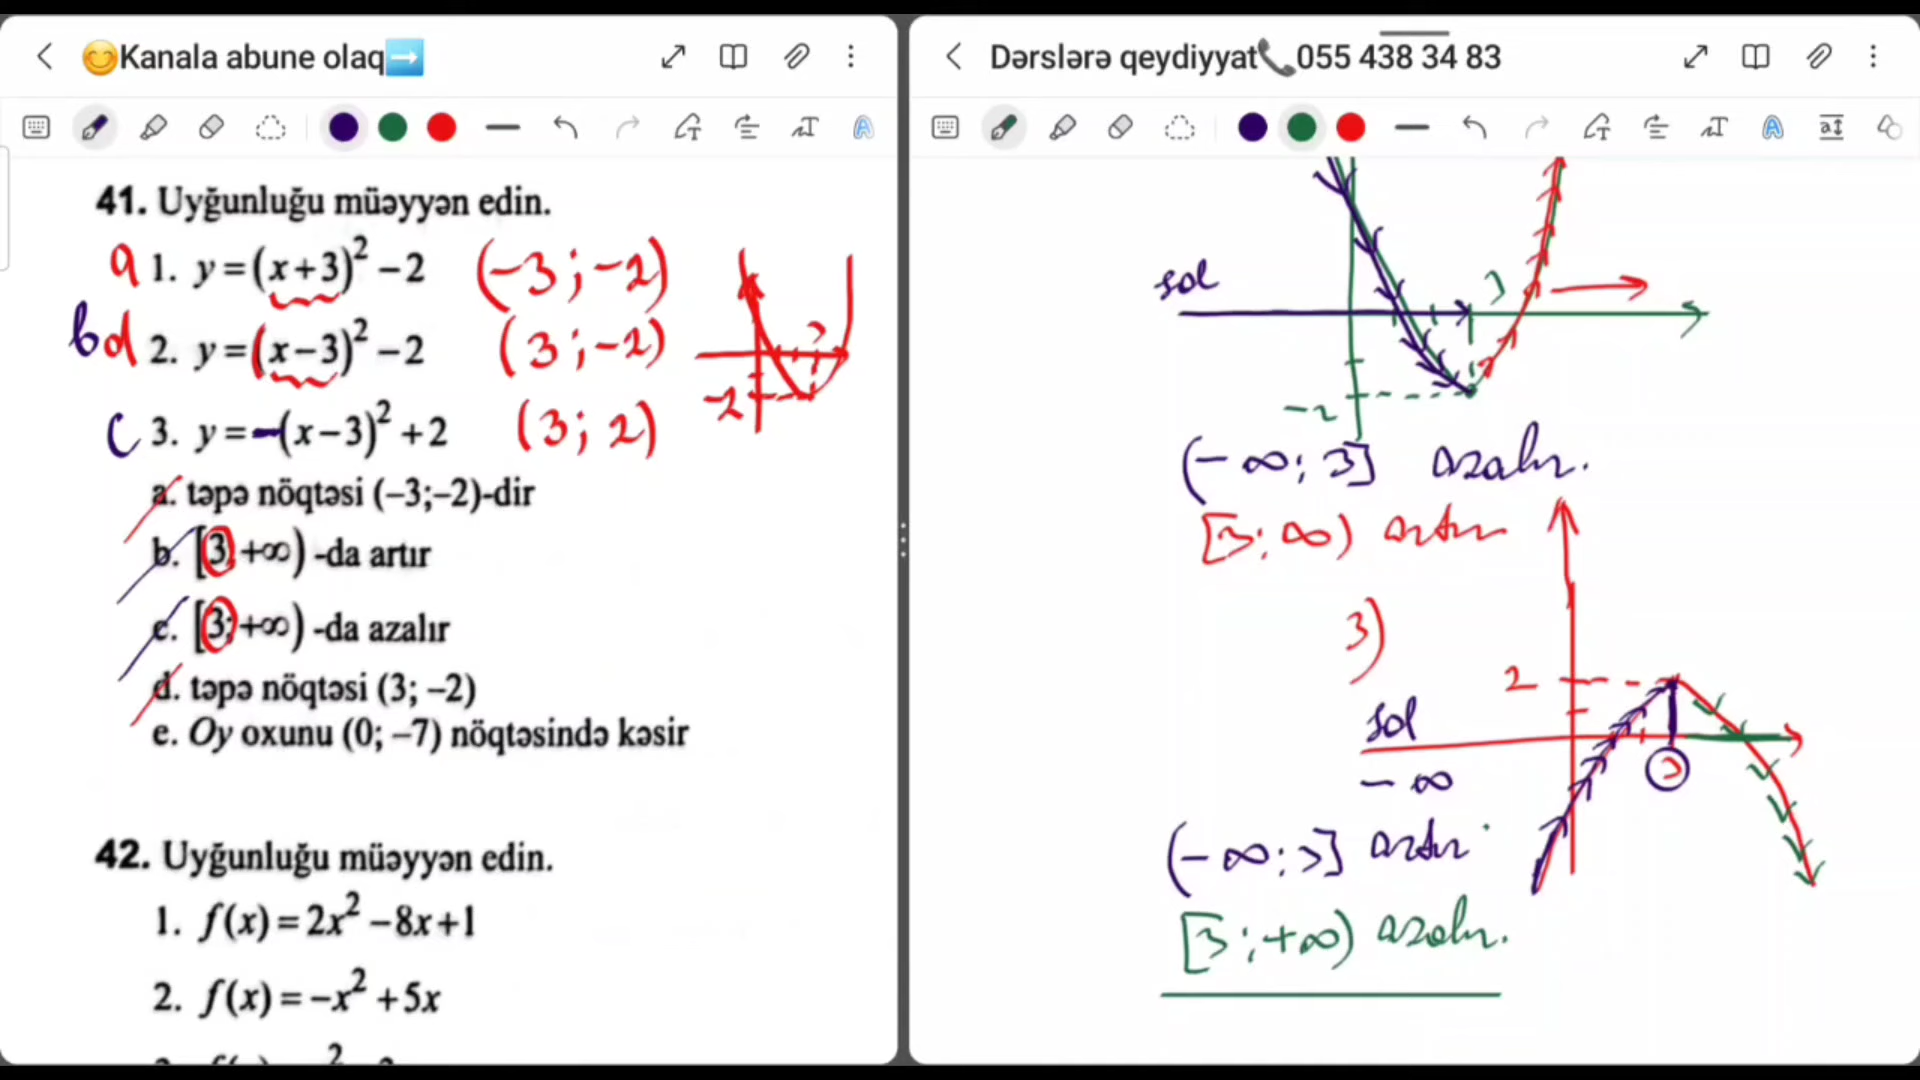 😊Kanala abune olaq➡️
41. Uyğunluğu müəyyən edin.
a 1. y=(x+3)² −2 (−3;−2)
bd 2. y=(x−3)² −2 (3;−2)
c 3. y=−(x−3)² +2 (3;2)
3
−2
a. təpə nöqtəsi (−3;−2)-dir
b. [3;+∞) -da artır
c. [3;+∞) -da azalır
d. təpə nöqtəsi (3; −2)
e. Oy oxunu (0; −7) nöqtəsində kəsir
42. Uyğunluğu müəyyən edin.
1. f(x)=2x² −8x+1
2. f(x)=−x² +5x
Dərslərə qeydiyyat📞055 438 34 83
sol
3
−2
(−∞;3] azalır.
[3;∞) artır
3)
2
sol
3
−∞
(−∞;3] artır
[3;+∞) azalır.